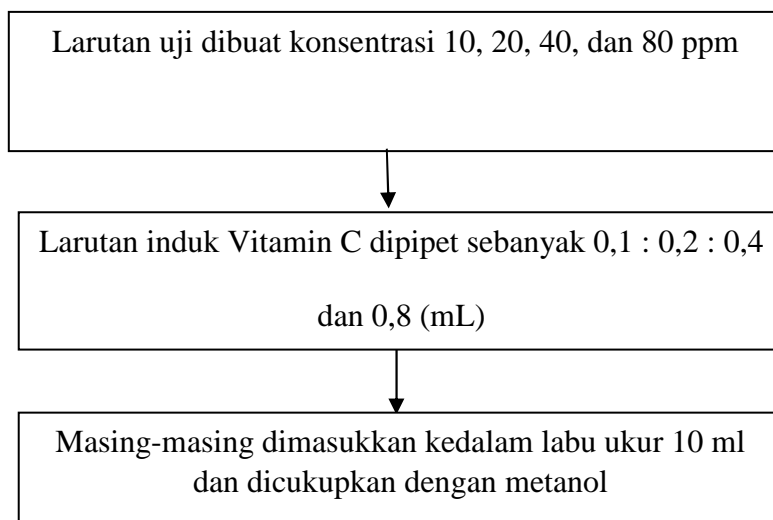 Larutan uji dibuat konsentrasi 10, 20, 40, dan 80 ppm
Larutan induk Vitamin C dipipet sebanyak 0,1 : 0,2 : 0,4
dan 0,8 (mL)
Masing-masing dimasukkan kedalam labu ukur 10 ml
dan dicukupkan dengan metanol